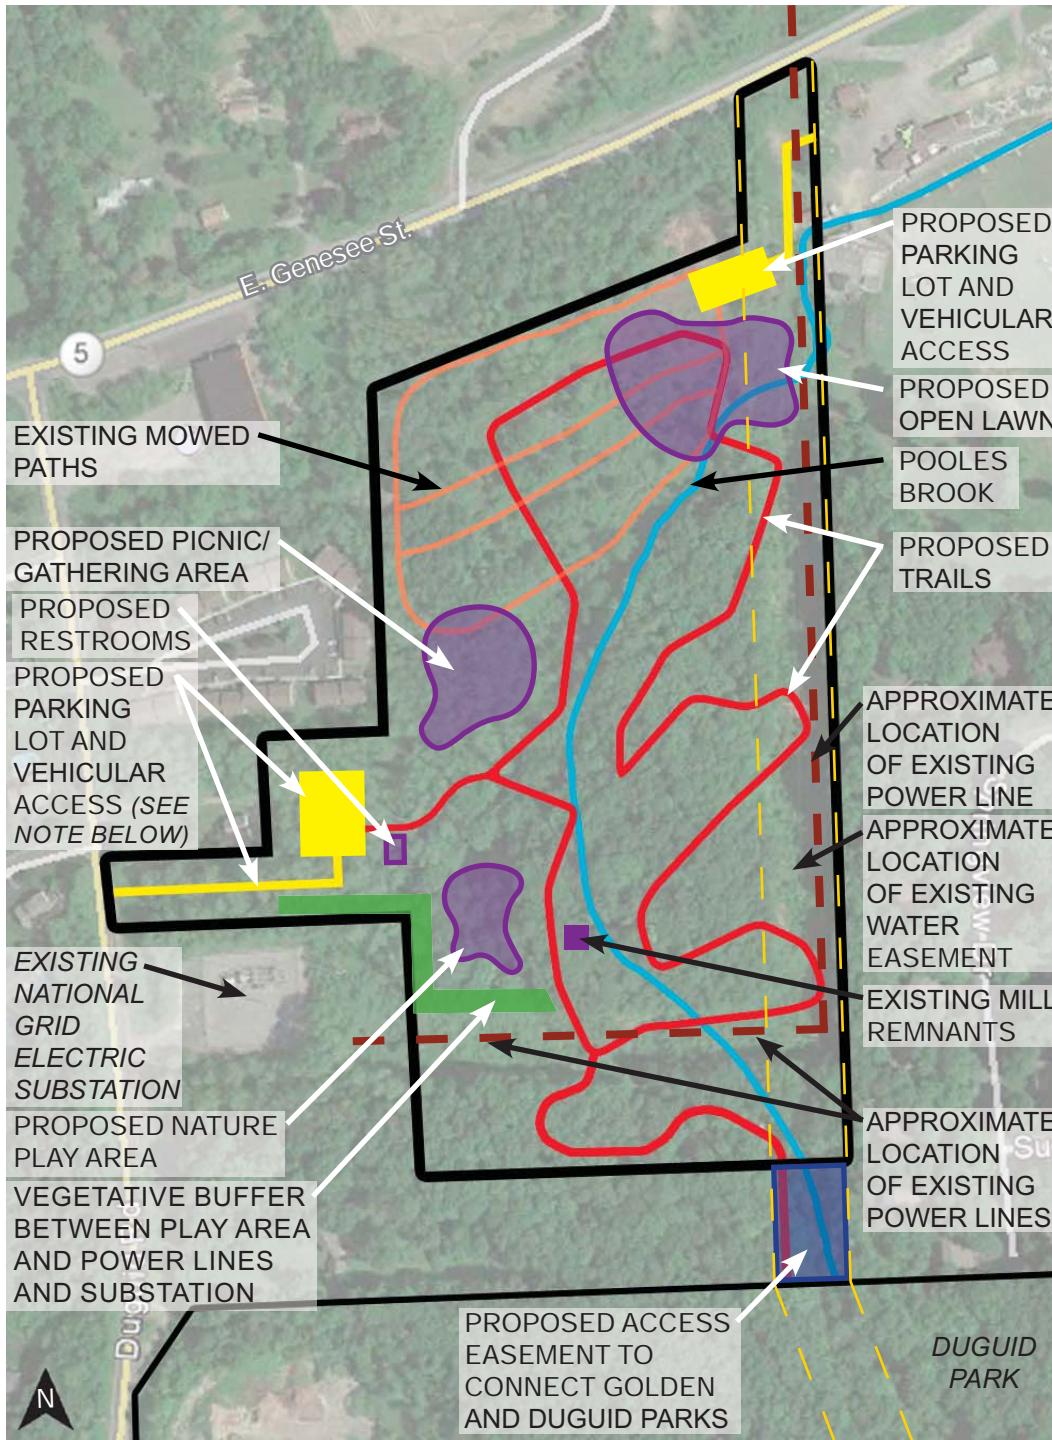 E. Genesee St.
5
PROPOSED
PARKING
LOT AND
VEHICULAR
ACCESS
PROPOSED
OPEN LAWN
EXISTING MOWED
PATHS
POOLES
BROOK
PROPOSED PICNIC/
GATHERING AREA
PROPOSED
TRAILS
PROPOSED
RESTROOMS
PROPOSED
PARKING
LOT AND
VEHICULAR
ACCESS (SEE
NOTE BELOW)
APPROXIMATE
LOCATION
OF EXISTING
POWER LINE
APPROXIMATE
LOCATION
OF EXISTING
WATER
EASEMENT
EXISTING
NATIONAL
GRID
ELECTRIC
SUBSTATION
EXISTING MILL
REMNANTS
PROPOSED NATURE
PLAY AREA
APPROXIMATE
LOCATION
OF EXISTING
POWER LINES
Su
VEGETATIVE BUFFER
BETWEEN PLAY AREA
AND POWER LINES
AND SUBSTATION
PROPOSED ACCESS
EASEMENT TO
CONNECT GOLDEN
AND DUGUID PARKS
DUGUID
PARK
N